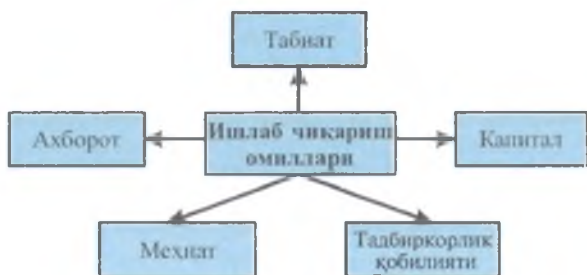 Табиат
Ахборот
Ишлаб чиқариш
омиллари
Капитал
Меҳнат
Тадбиркорлик
қобилияти